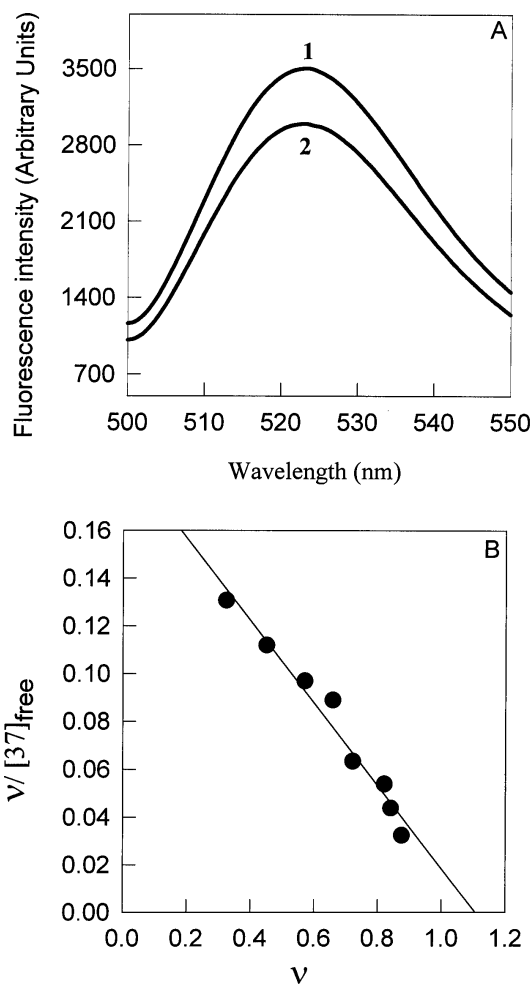 A
Fluorescence intensity (Arbitrary Units)
3500
2800
2100
1400
700
1
2
500 510 520 530 540 550
Wavelength (nm)
B
ν/ [37]free
0.16
0.14
0.12
0.10
0.08
0.06
0.04
0.02
0.00
0.0 0.2 0.4 0.6 0.8 1.0 1.2
ν